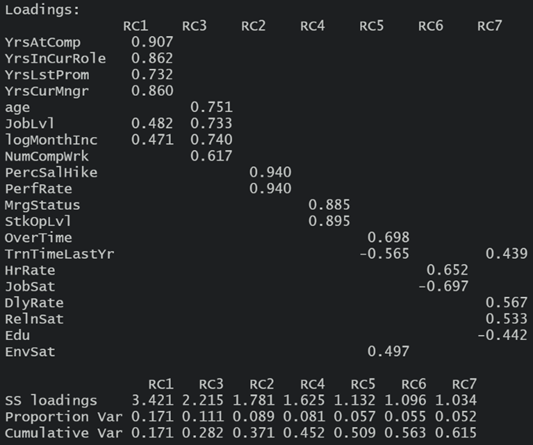 Loadings:
               RC1    RC3    RC2    RC4    RC5    RC6    RC7
YrsAtComp       0.907
YrsInCurRole    0.862
YrsLstProm      0.732
YrsCurMngr      0.860
age                    0.751
JobLvl          0.482  0.733
logMonthInc     0.471  0.740
NumCompWrk             0.617
PercSalHike                   0.940
PerfRate                      0.940
MrgStatus                            0.885
StkOpLvl                             0.895
OverTime                                    0.698
TrnTimeLastYr                              -0.565         0.439
HrRate                                             0.652
JobSat                                            -0.697
DlyRate                                                   0.567
RelnSat                                                   0.533
Edu                                                      -0.442
EnvSat                                      0.497
                 RC1   RC3   RC2   RC4   RC5   RC6   RC7
SS loadings    3.421 2.215 1.781 1.625 1.132 1.096 1.034
Proportion Var 0.171 0.111 0.089 0.081 0.057 0.055 0.052
Cumulative Var 0.171 0.282 0.371 0.452 0.509 0.563 0.615